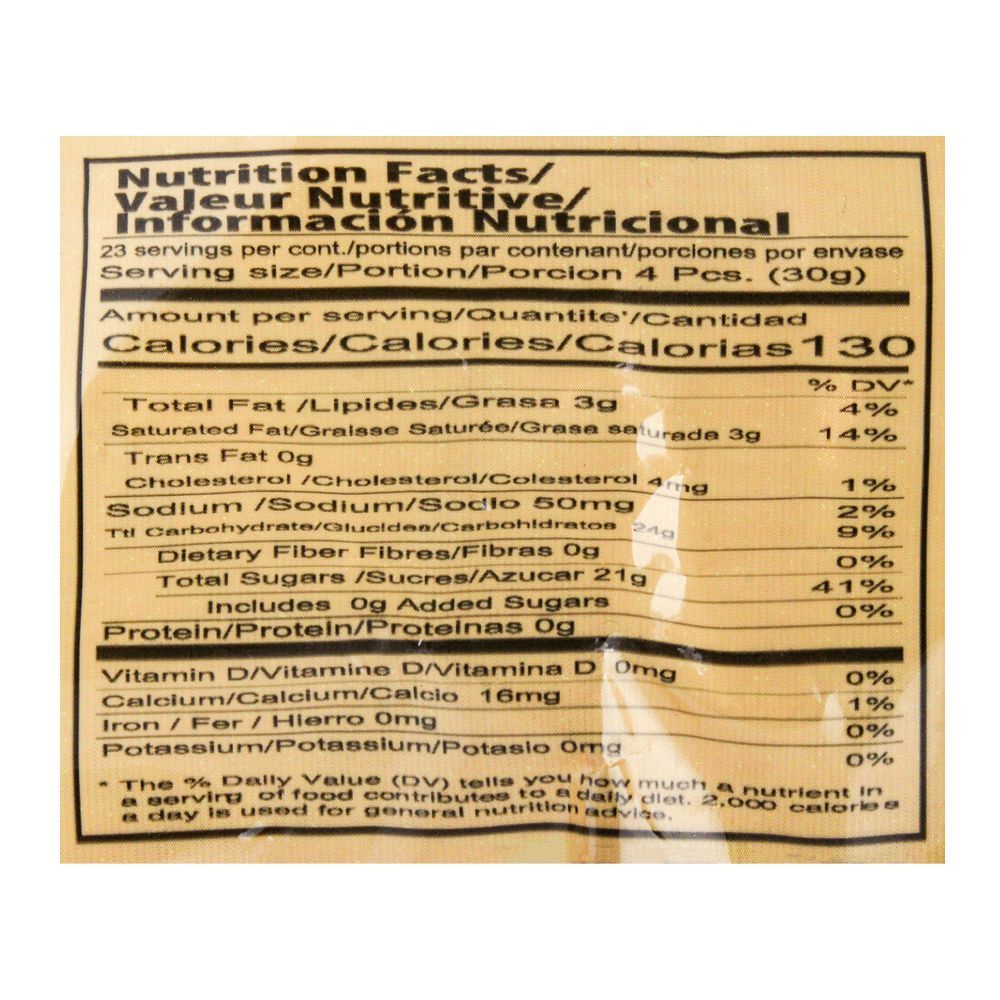 Nutrition Facts/
Valeur Nutritive/
Información Nutricional
23 servings per cont./portions par contenant/porciones por envase
Serving size/Portion/Porcion 4 Pcs. (30g)
Amount per serving/Quantite'/Cantidad
Calories/Calories/Calorias 130
% DV*
Total Fat /Lipides/Grasa 3g 4%
Saturated Fat/Graisse Saturée/Grasa saturada 3g 14%
Trans Fat 0g
Cholesterol /Cholesterol/Colesterol 4mg 1%
Sodium /Sodium/Sodio 50mg 2%
Ttl Carbohydrate/Glucides/Carbohidratos 24g 9%
Dietary Fiber Fibres/Fibras 0g 0%
Total Sugars /Sucres/Azucar 21g 41%
Includes 0g Added Sugars 0%
Protein/Protein/Proteinas 0g
Vitamin D/Vitamine D/Vitamina D 0mg 0%
Calcium/Calcium/Calcio 16mg 1%
Iron / Fer / Hierro 0mg 0%
Potassium/Potassium/Potasio 0mg 0%
* The % Daily Value (DV) tells you how much a nutrient in
a serving of food contributes to a daily diet. 2,000 calories
a day is used for general nutrition advice.